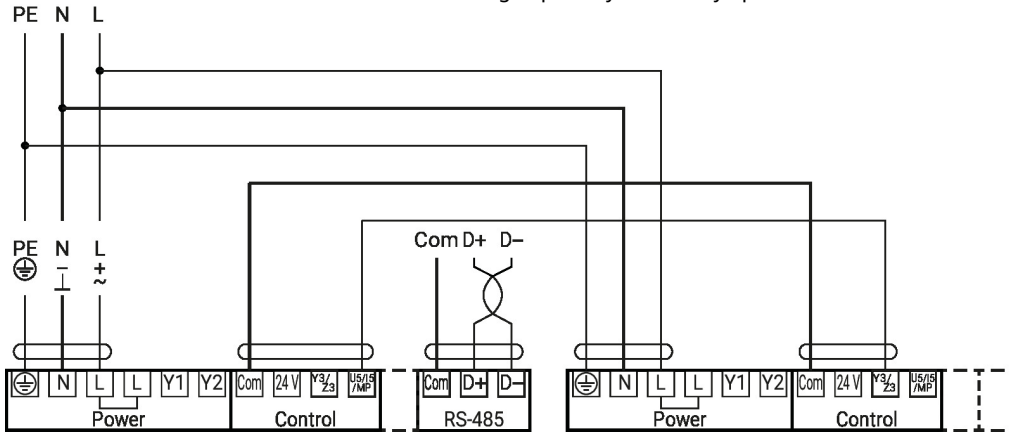 PE N L
PE N L
Com D+ D–
N L L Y1 Y2 Com 24 V Y3/Z3 U5/I5/MP Com D+ D– N L L Y1 Y2 Com 24 V Y3/Z3 U5/I5/MP
Power Control RS-485 Power Control